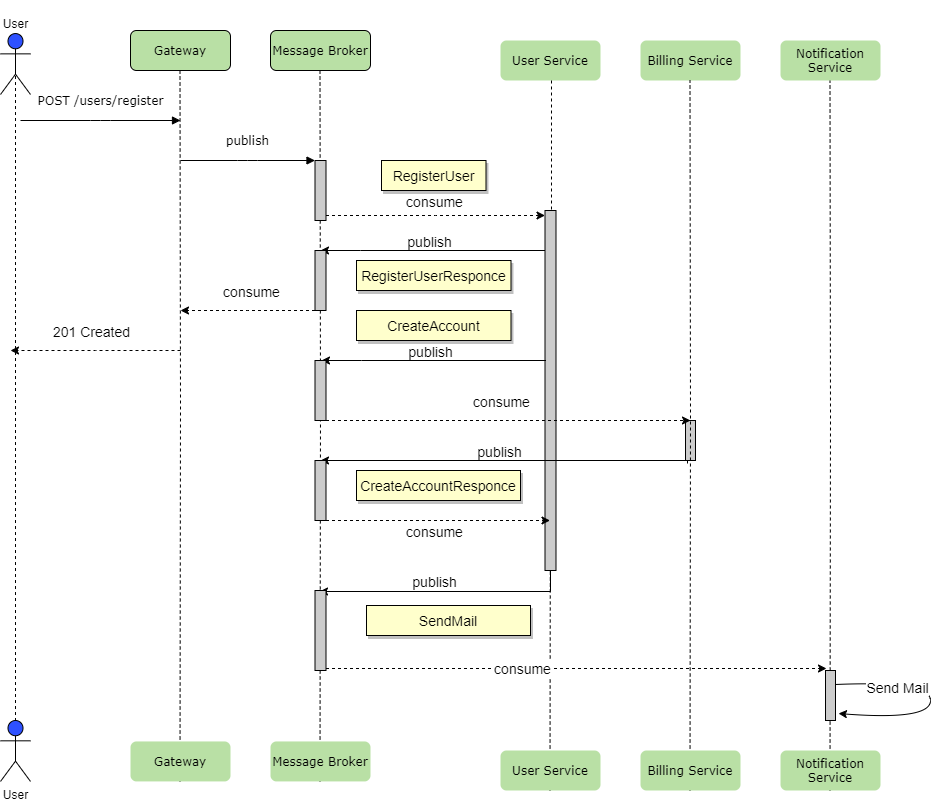 User
Gateway
Message Broker
User Service
Billing Service
Notification
Service
POST /users/register
publish
RegisterUser
consume
publish
RegisterUserResponce
consume
CreateAccount
201 Created
publish
consume
publish
CreateAccountResponce
consume
publish
SendMail
consume
Send Mail
Gateway
Message Broker
User Service
Billing Service
Notification
Service
User